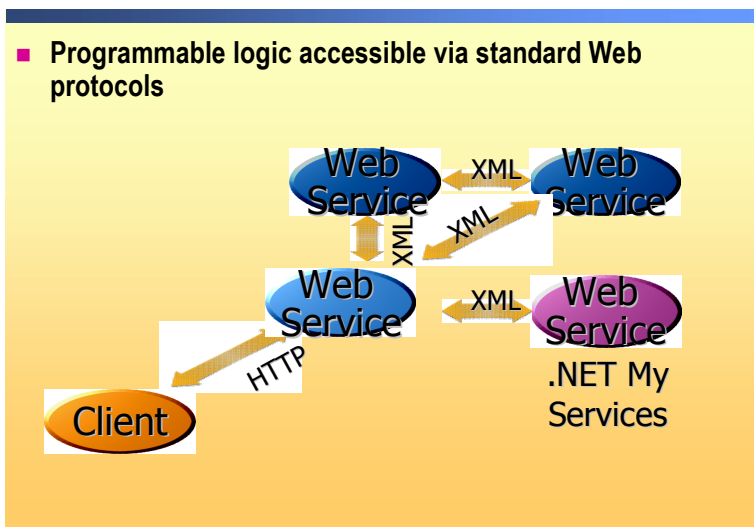 Programmable logic accessible via standard Web
protocols
Web
Service
XML
Web
Service
XML
XML
Web
Service
XML
Web
Service
HTTP
.NET My
Services
Client